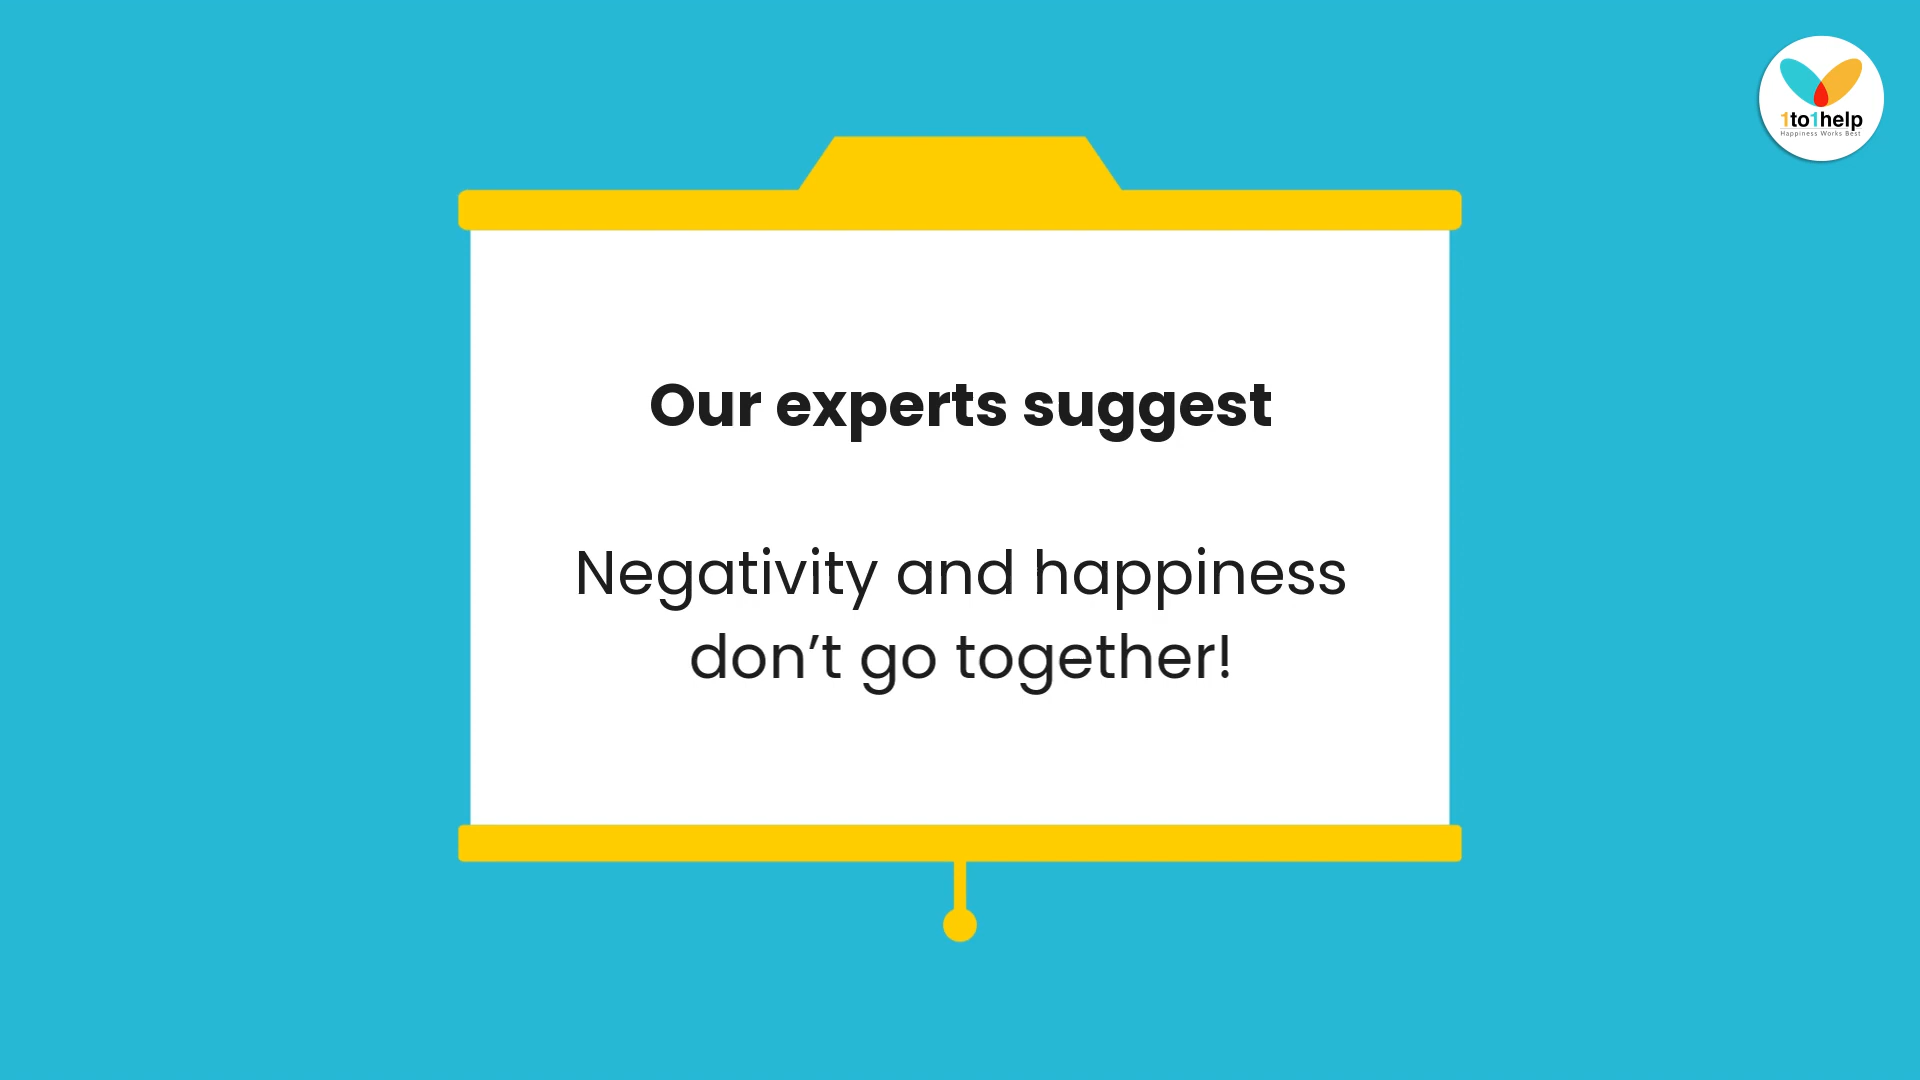 1to1help
Happiness Works Best
Our experts suggest
Negativity and happiness
don’t go together!